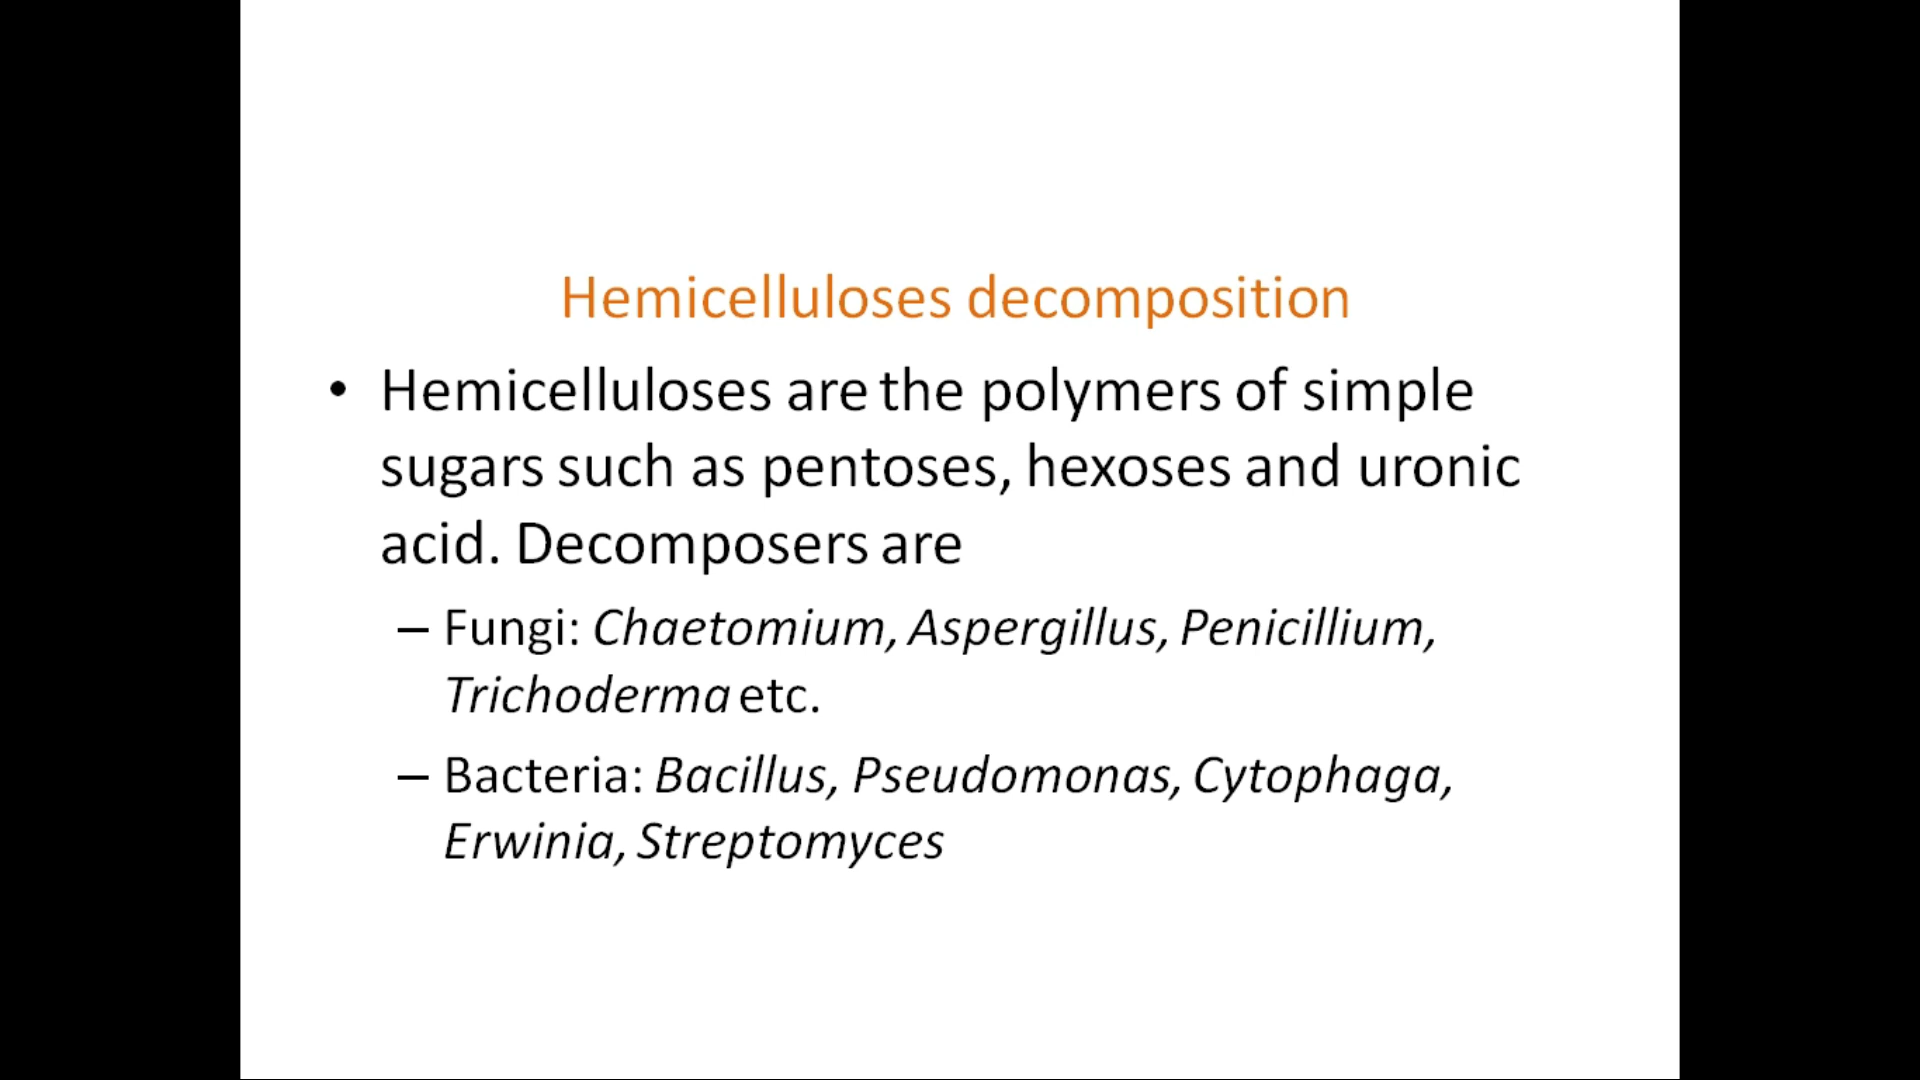 Hemicelluloses decomposition
• Hemicelluloses are the polymers of simple
sugars such as pentoses, hexoses and uronic
acid. Decomposers are
– Fungi: Chaetomium, Aspergillus, Penicillium,
Trichoderma etc.
– Bacteria: Bacillus, Pseudomonas, Cytophaga,
Erwinia, Streptomyces